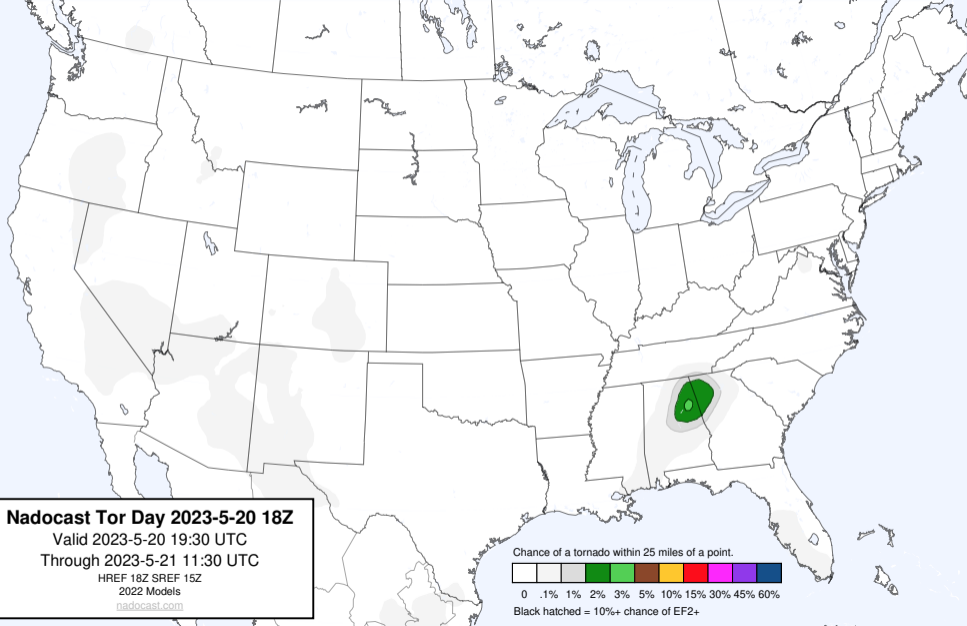 Nadocast Tor Day 2023-5-20 18Z
Valid 2023-5-20 19:30 UTC
Through 2023-5-21 11:30 UTC
HREF 18Z SREF 15Z
2022 Models
nadocast.com
Chance of a tornado within 25 miles of a point.
0 .1% 1% 2% 3% 5% 10% 15% 30% 45% 60%
Black hatched = 10%+ chance of EF2+